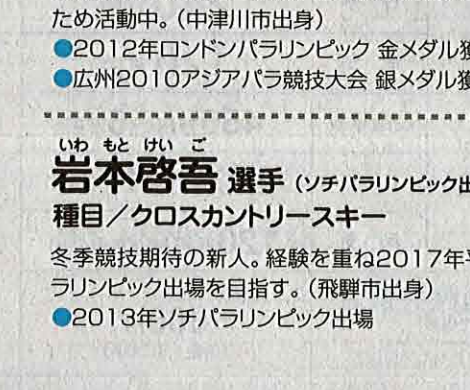 ため活動中。(中津川市出身)
●2012年ロンドンパラリンピック 金メダル獲
●広州2010アジアパラ競技大会 銀メダル獲
いわ もと けい ご
岩本啓吾 選手 (ソチパラリンピック出
種目／クロスカントリースキー
冬季競技期待の新人。経験を重ね2017年平
ラリンピック出場を目指す。(飛騨市出身)
●2013年ソチパラリンピック出場